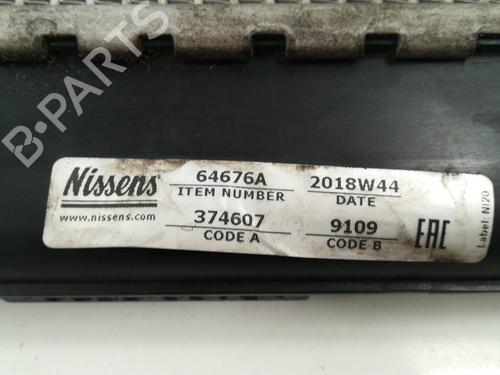 B-PARTS
Nissens
www.nissens.com
64676A
ITEM NUMBER
2018W44
DATE
374607
CODE A
9109
CODE B
EAC
Label: NI20